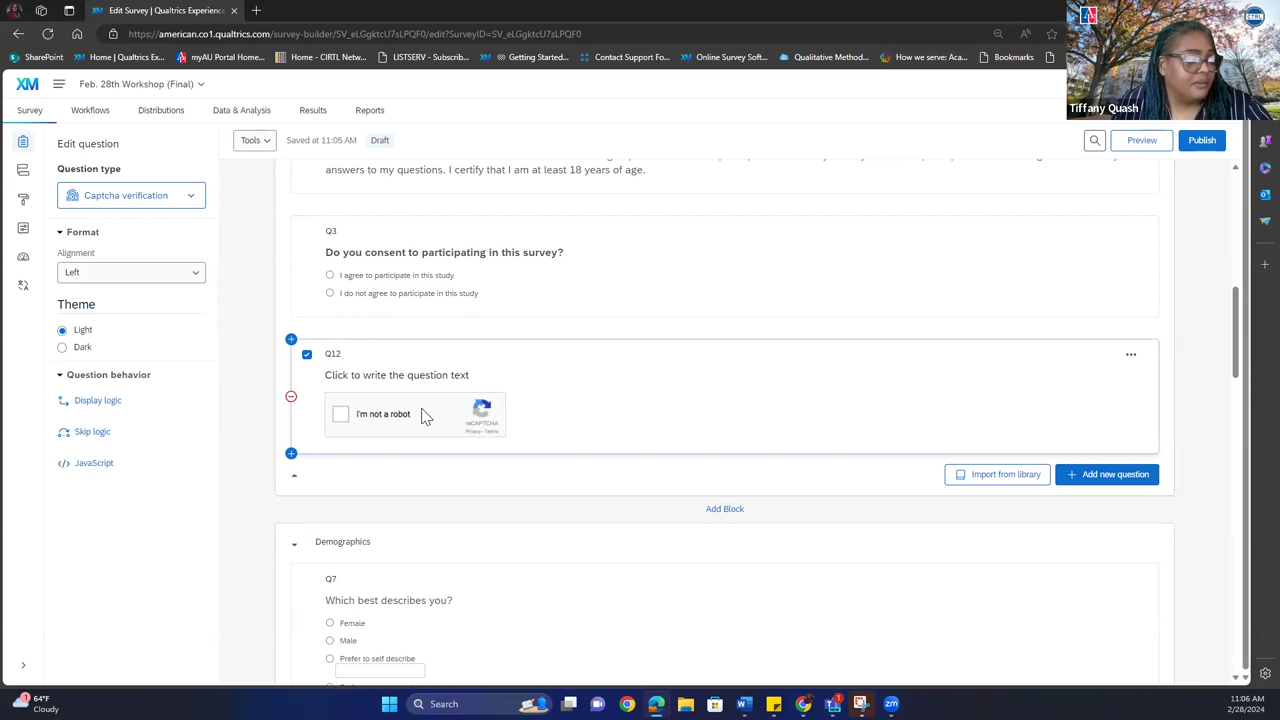 Edit Survey | Qualtrics Experience
https://american.co1.qualtrics.com/survey-builder/SV_eLGgktcU7sLPQF0/edit?SurveyID=SV_eLGgktcU7sLPQF0
SharePoint
Home | Qualtrics Exp...
myAU Portal Home...
CIRTL Network: Hom...
LISTSERV - Subscrib...
Settings
Getting Started...
Contact Support Fo...
Online Survey Soft...
Qualitative Method...
How we serve: Aca...
Bookmarks
Tiffany Quash
CTRL
XM
Feb. 28th Workshop (Final)
Survey
Workflows
Distributions
Data & Analysis
Results
Reports
Edit question
Tools
Saved at 11:05 AM
Draft
Preview
Publish
Question type
Captcha verification
answers to my questions. I certify that I am at least 18 years of age.
Format
Alignment
Left
Theme
Light
Dark
Question behavior
Display logic
Skip logic
JavaScript
Q3
Do you consent to participating in this survey?
I agree to participate in this study
I do not agree to participate in this study
Q12
Click to write the question text
I'm not a robot
reCAPTCHA
Privacy - Terms
Import from library
Add new question
Add Block
Demographics
Q7
Which best describes you?
Female
Male
Prefer to self describe
64°F
Cloudy
Search
11:06 AM
2/28/2024